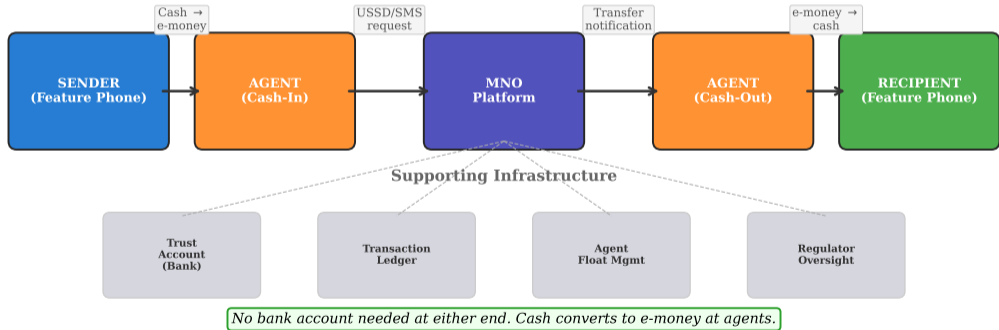 Cash →
e-money
USSD/SMS
request
Transfer
notification
e-money →
cash
SENDER
(Feature Phone)
AGENT
(Cash-In)
MNO
Platform
AGENT
(Cash-Out)
RECIPIENT
(Feature Phone)
Supporting Infrastructure
Trust
Account
(Bank)
Transaction
Ledger
Agent
Float Mgmt
Regulator
Oversight
No bank account needed at either end. Cash converts to e-money at agents.